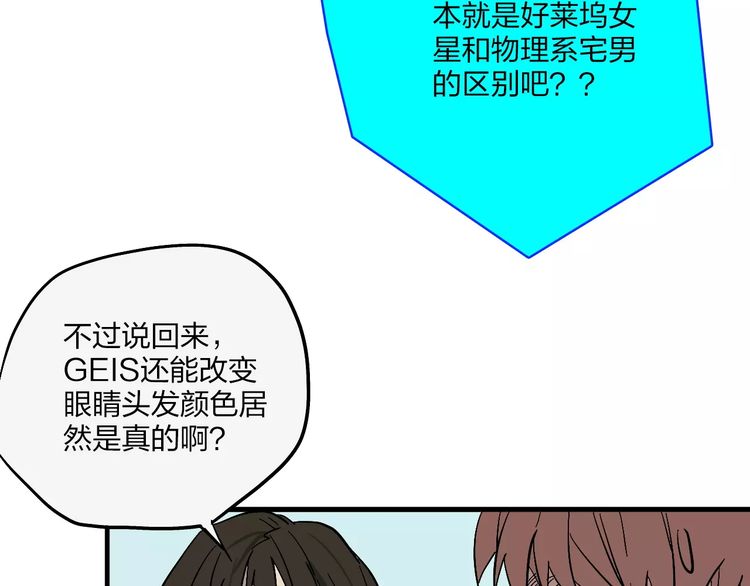 本就是好莱坞女
星和物理系宅男
的区别吧？？
不过说回来，
GEIS还能改变
眼睛头发颜色居
然是真的啊？